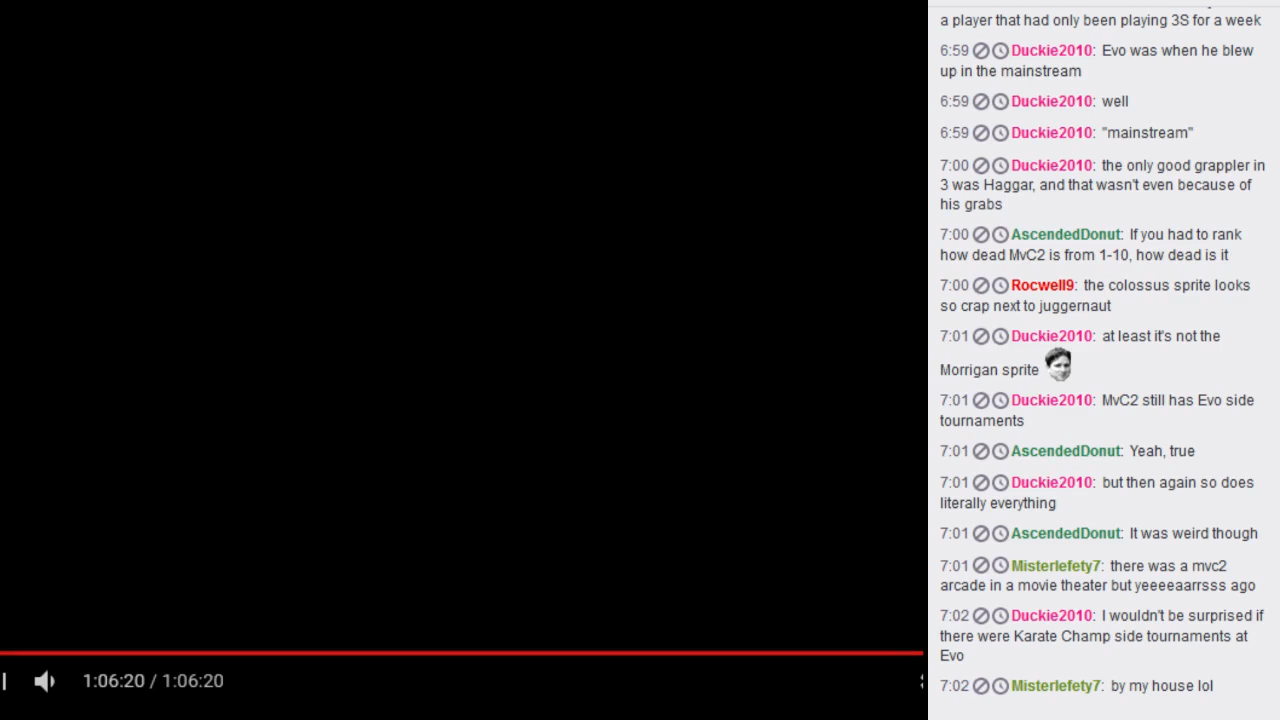 a player that had only been playing 3S for a week
6:59 Duckie2010: Evo was when he blew
up in the mainstream
6:59 Duckie2010: well
6:59 Duckie2010: "mainstream"
7:00 Duckie2010: the only good grappler in
3 was Haggar, and that wasn't even because of
his grabs
7:00 AscendedDonut: If you had to rank
how dead MvC2 is from 1-10, how dead is it
7:00 Rocwell9: the colossus sprite looks
so crap next to juggernaut
7:01 Duckie2010: at least it's not the
Morrigan sprite
7:01 Duckie2010: MvC2 still has Evo side
tournaments
7:01 AscendedDonut: Yeah, true
7:01 Duckie2010: but then again so does
literally everything
7:01 AscendedDonut: It was weird though
7:01 Misterlefety7: there was a mvc2
arcade in a movie theater but yeeeeaarrsss ago
7:02 Duckie2010: I wouldn't be surprised if
there were Karate Champ side tournaments at
Evo
7:02 Misterlefety7: by my house lol
1:06:20 / 1:06:20